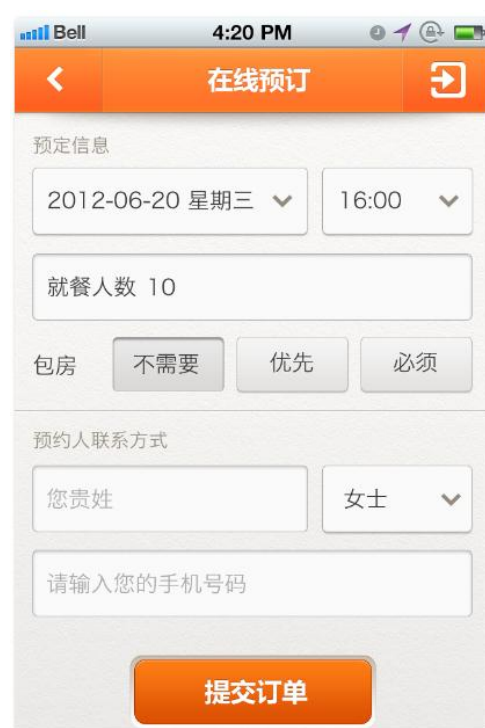 Bell 4:20 PM
在线预订
预定信息
2012-06-20 星期三 16:00
就餐人数 10
包房 不需要 优先 必须
预约人联系方式
您贵姓 女士
请输入您的手机号码
提交订单